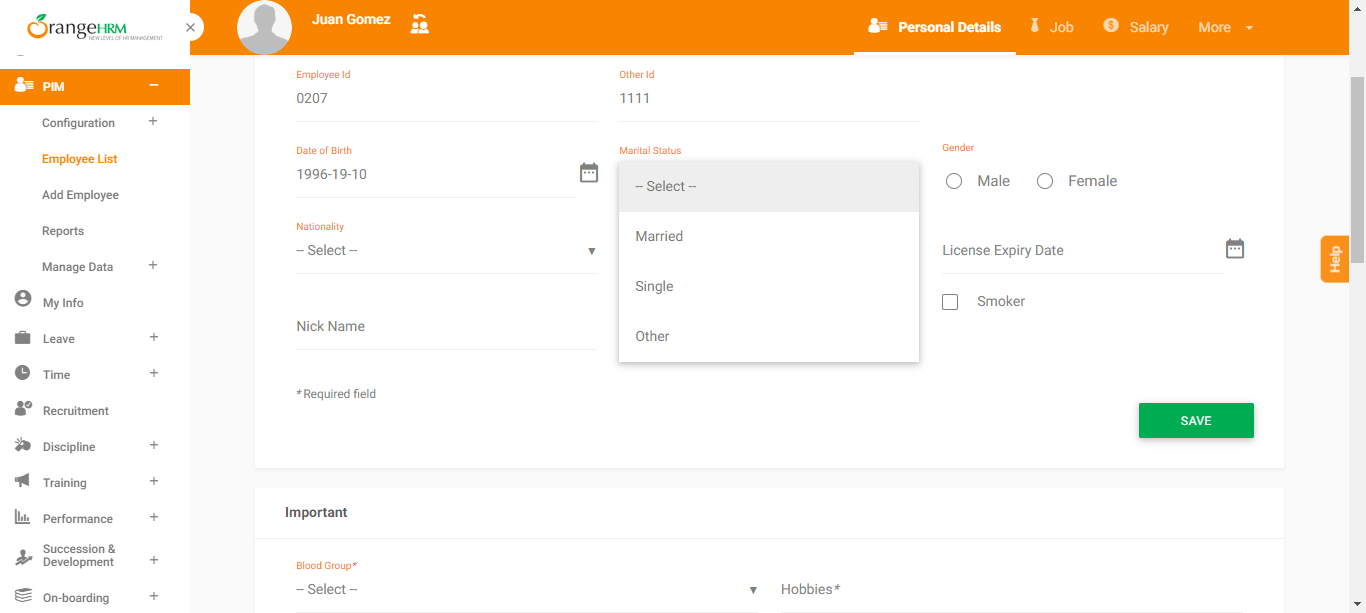 OrangeHRM
NEW LEVEL OF HR MANAGEMENT
Juan Gomez
Personal Details
Job
Salary
More
PIM
Configuration
Employee List
Add Employee
Reports
Manage Data
My Info
Leave
Time
Recruitment
Discipline
Training
Performance
Succession &
Development
On-boarding
Employee Id
0207
Other Id
1111
Date of Birth
1996-19-10
Marital Status
-- Select --
Married
Single
Other
Gender
Male
Female
Nationality
-- Select --
License Expiry Date
Smoker
Nick Name
* Required field
SAVE
Important
Blood Group*
-- Select --
Hobbies*
Help